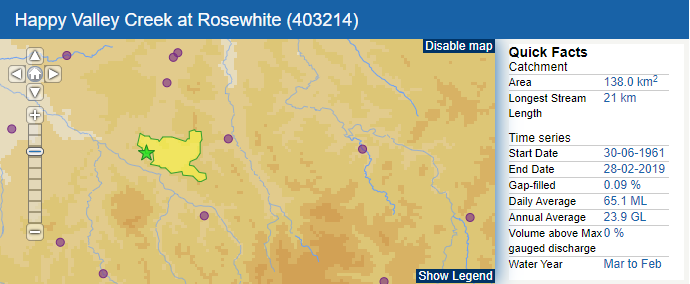 Happy Valley Creek at Rosewhite (403214)
Disable map
Show Legend
Quick Facts
Catchment
Area 138.0 km²
Longest Stream 21 km
Length
Time series
Start Date 30-06-1961
End Date 28-02-2019
Gap-filled 0.09 %
Daily Average 65.1 ML
Annual Average 23.9 GL
Volume above Max 0 %
gauged discharge
Water Year Mar to Feb